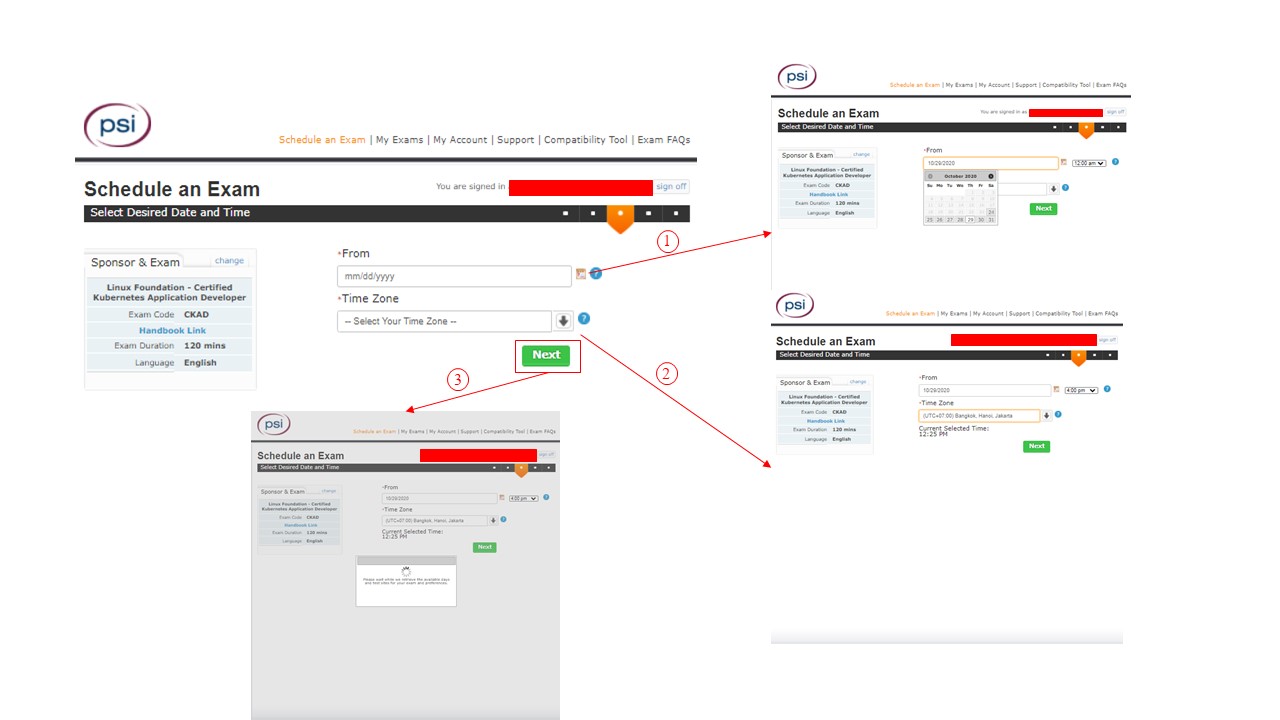 psi
Schedule an Exam | My Exams | My Account | Support | Compatibility Tool | Exam FAQs
Schedule an Exam
You are signed in
sign off
Select Desired Date and Time
Sponsor & Exam
change
Linux Foundation - Certified
Kubernetes Application Developer
Exam Code CKAD
Handbook Link
Exam Duration 120 mins
Language English
*From
mm/dd/yyyy
*Time Zone
-- Select Your Time Zone --
Next
1
2
3
psi
Schedule an Exam | My Exams | My Account | Support | Compatibility Tool | Exam FAQs
Schedule an Exam
You are signed in as
sign off
Select Desired Date and Time
Sponsor & Exam
change
Linux Foundation - Certified
Kubernetes Application Developer
Exam Code CKAD
Handbook Link
Exam Duration 120 mins
Language English
*From
10/29/2020
12:00 am
October 2020
Su Mo Tu We Th Fr Sa
24
25 26 27 28 29 30 31
Next
psi
Schedule an Exam | My Exams | My Account | Support | Compatibility Tool | Exam FAQs
Schedule an Exam
sign off
Select Desired Date and Time
Sponsor & Exam
change
Linux Foundation - Certified
Kubernetes Application Developer
Exam Code CKAD
Handbook Link
Exam Duration 120 mins
Language English
*From
10/29/2020
4:00 pm
*Time Zone
(UTC+07:00) Bangkok, Hanoi, Jakarta
Current Selected Time:
12:25 PM
Next
psi
Schedule an Exam | My Exams | My Account | Support | Compatibility Tool | Exam FAQs
Schedule an Exam
sign off
Select Desired Date and Time
Sponsor & Exam
change
Linux Foundation - Certified
Kubernetes Application Developer
Exam Code CKAD
Handbook Link
Exam Duration 120 mins
Language English
*From
10/29/2020
4:00 pm
*Time Zone
(UTC+07:00) Bangkok, Hanoi, Jakarta
Current Selected Time:
12:25 PM
Next
Please wait while we retrieve the available days
and test sites for your exam and preferences.